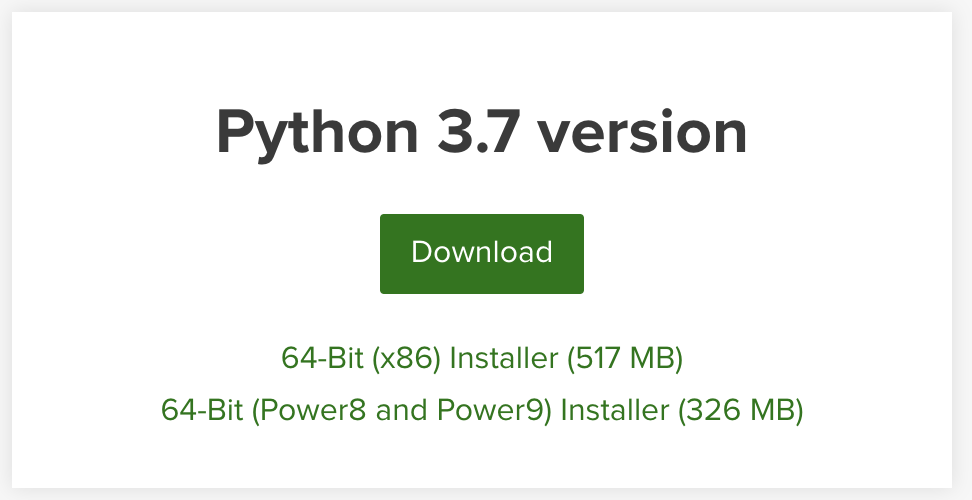 Python 3.7 version
Download
64-Bit (x86) Installer (517 MB)
64-Bit (Power8 and Power9) Installer (326 MB)